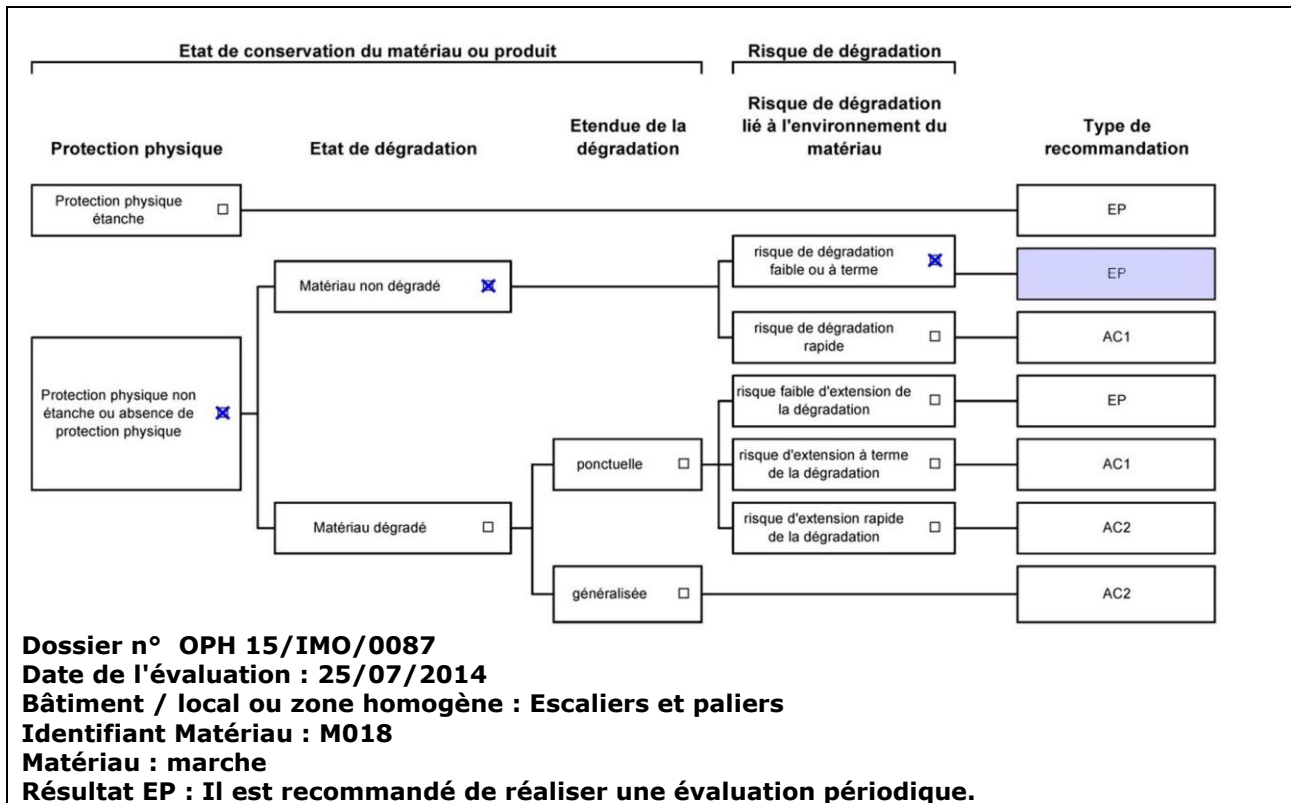 Etat de conservation du matériau ou produit
Risque de dégradation
Protection physique
Etat de dégradation
Etendue de la
dégradation
Risque de dégradation
lié à l'environnement du
matériau
Type de
recommandation
Protection physique
étanche
EP
risque de dégradation
faible ou à terme
EP
Matériau non dégradé
risque de dégradation
rapide
AC1
Protection physique non
étanche ou absence de
protection physique
risque faible d'extension de
la dégradation
EP
ponctuelle
risque d'extension à terme
de la dégradation
AC1
Matériau dégradé
risque d'extension rapide
de la dégradation
AC2
généralisée
AC2
Dossier n° OPH 15/IMO/0087
Date de l'évaluation : 25/07/2014
Bâtiment / local ou zone homogène : Escaliers et paliers
Identifiant Matériau : M018
Matériau : marche
Résultat EP : Il est recommandé de réaliser une évaluation périodique.